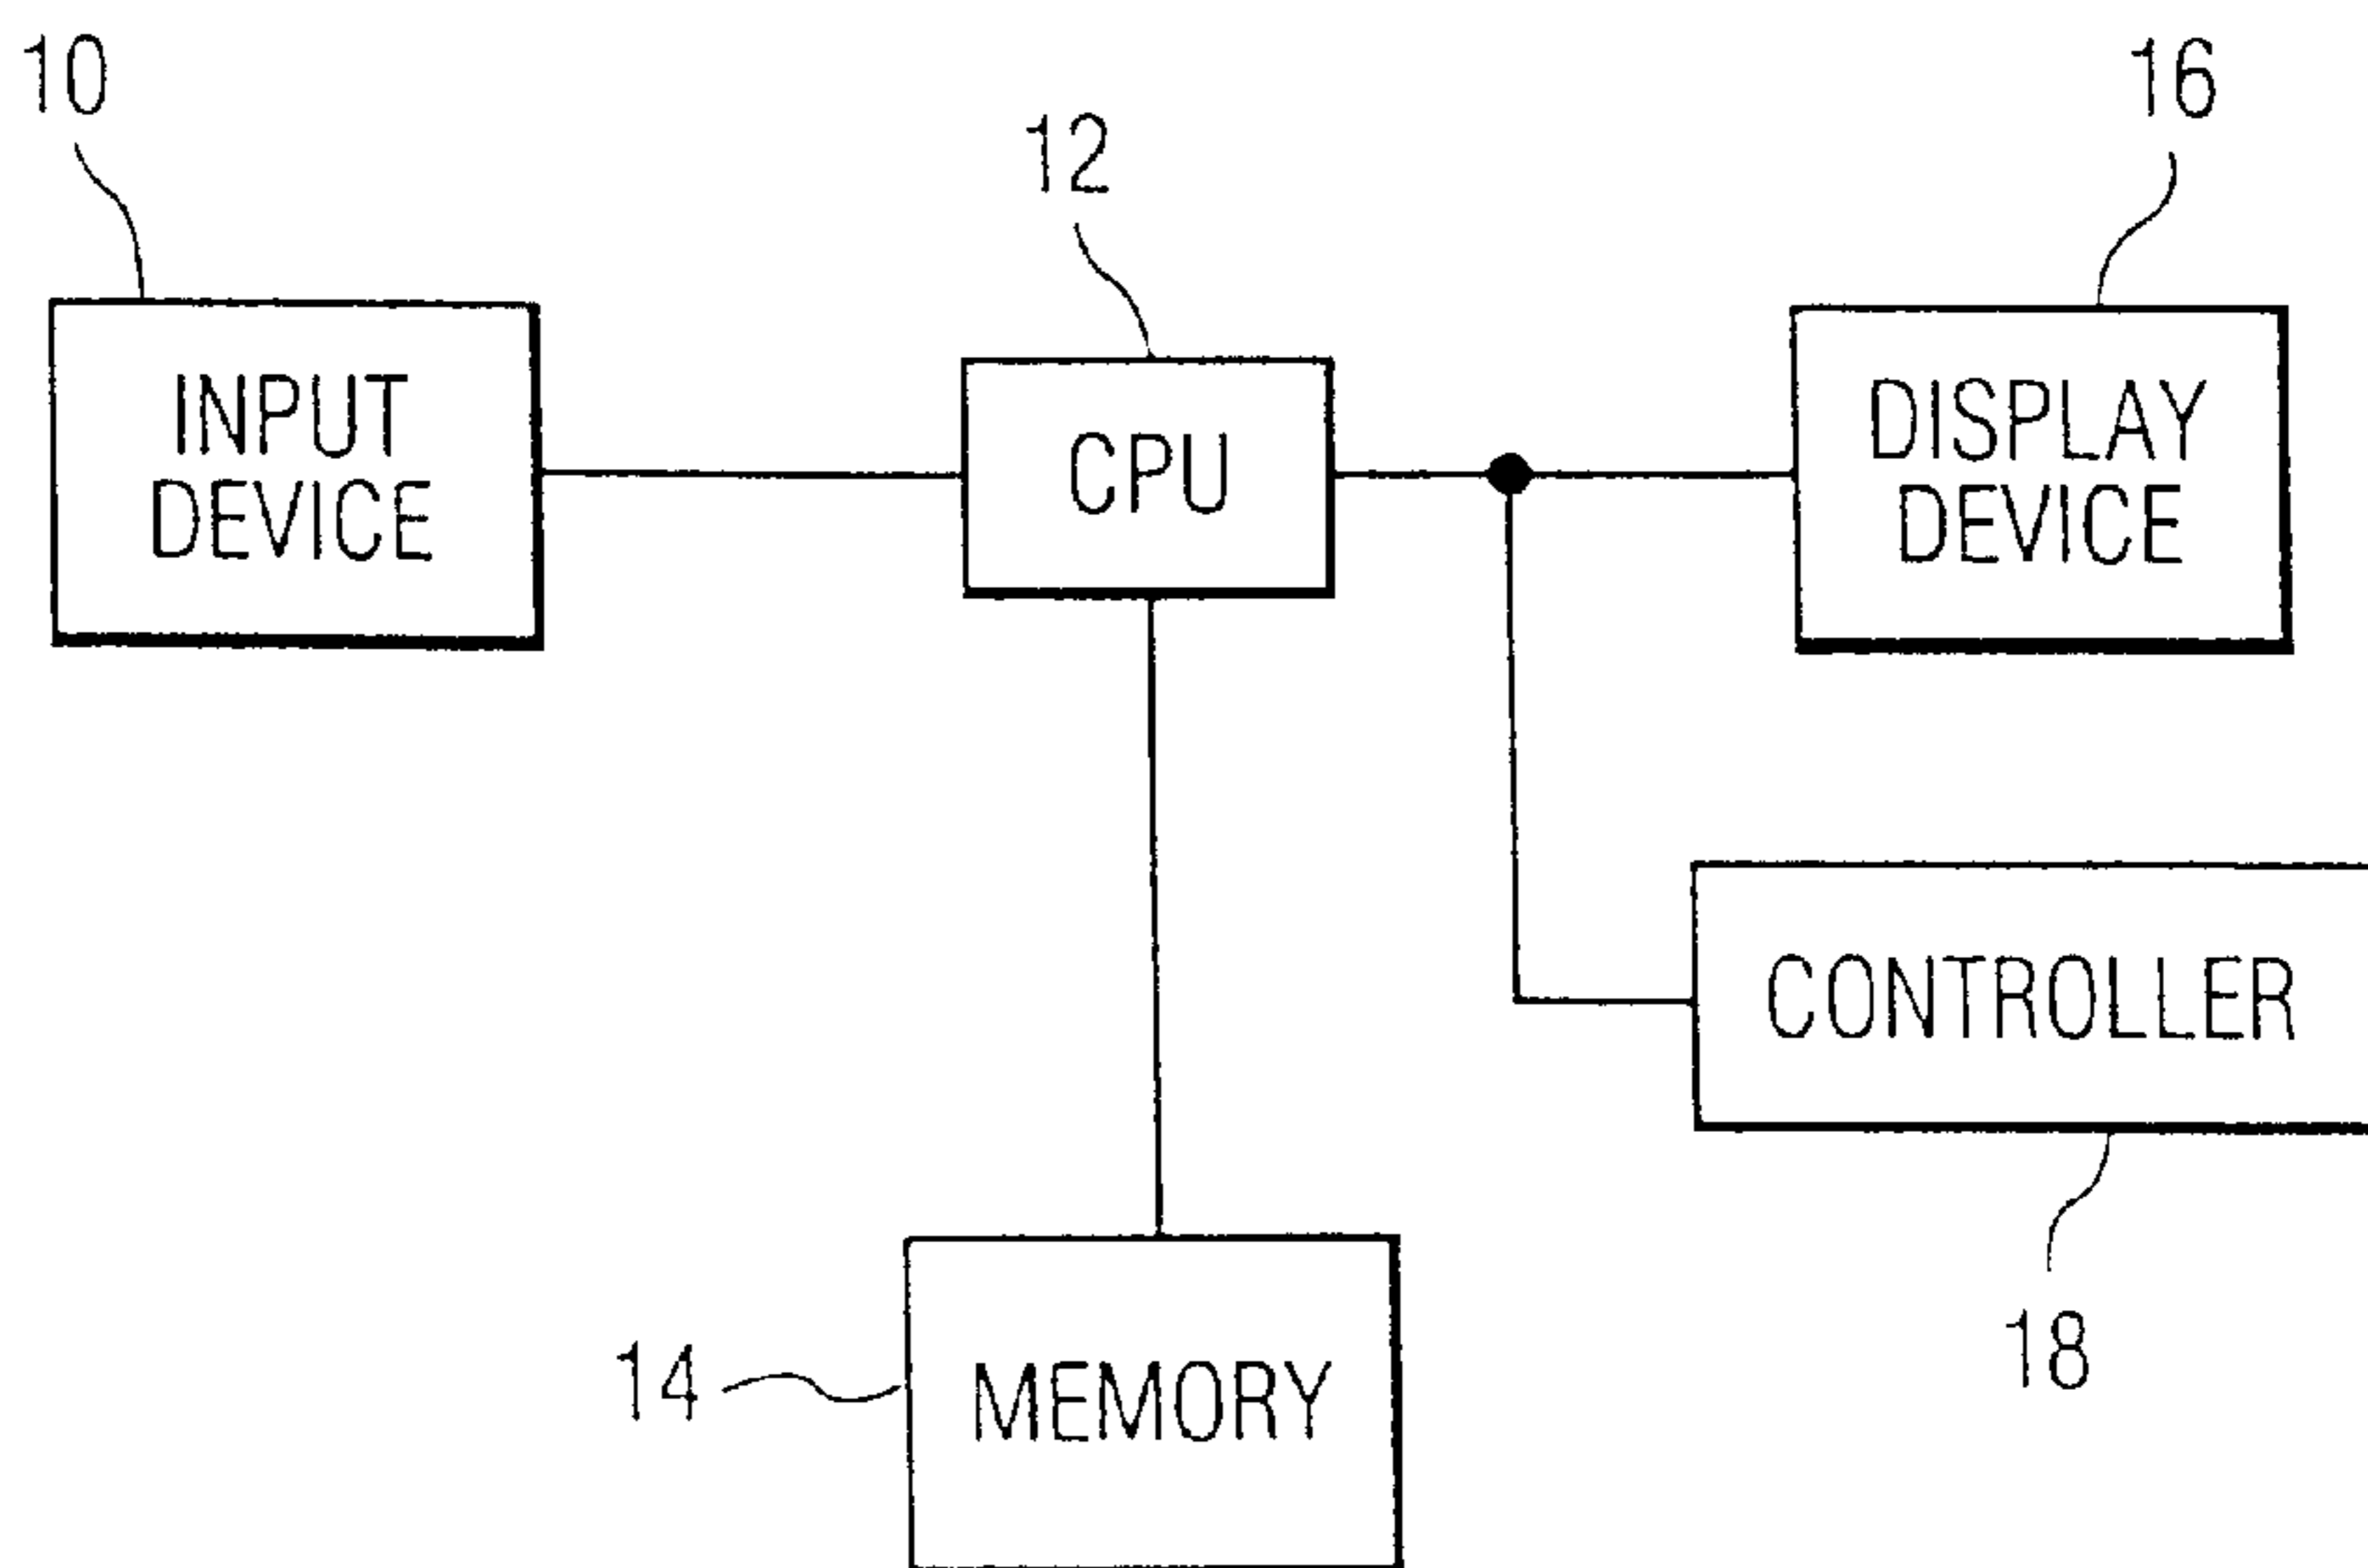 10
12
16
INPUT
DEVICE
CPU
DISPLAY
DEVICE
CONTROLLER
14
MEMORY
18